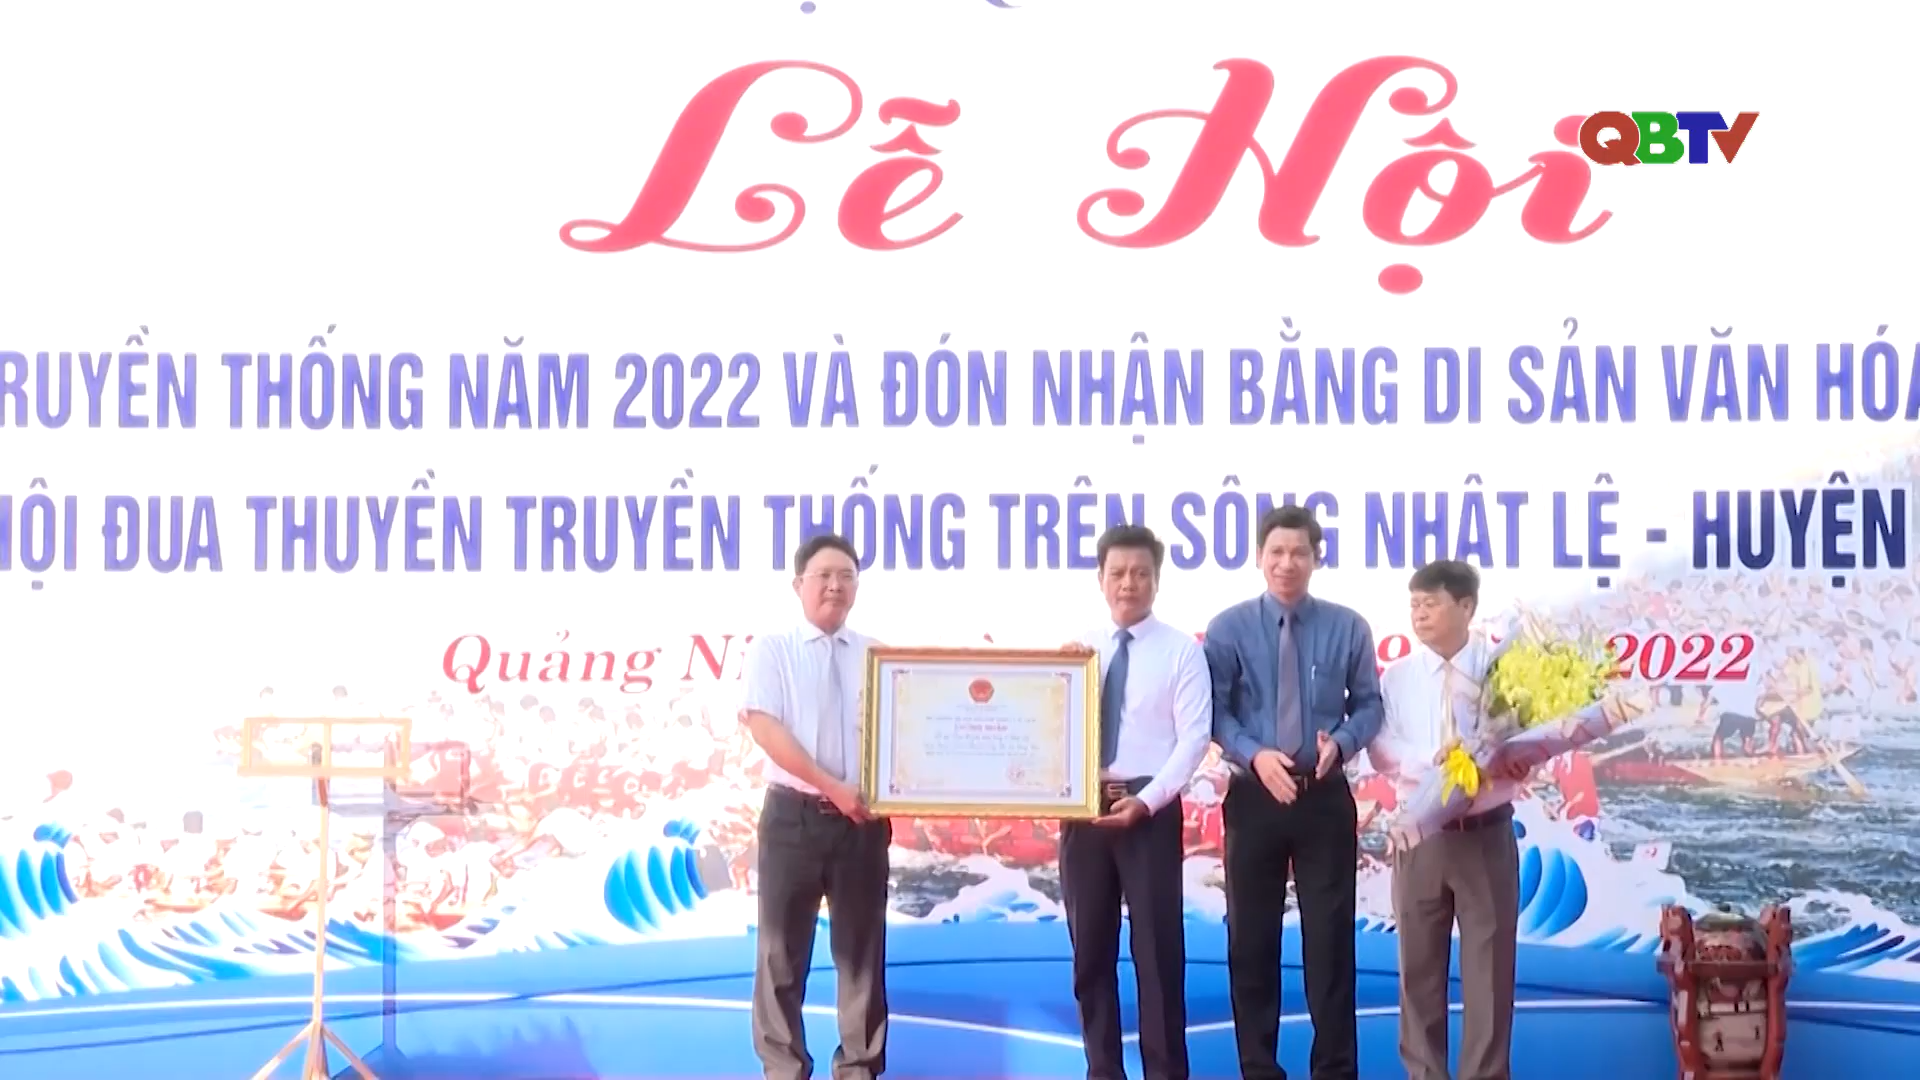 Lễ Hội
QBTV
RUYỀN THỐNG NĂM 2022 VÀ ĐÓN NHẬN BẰNG DI SẢN VĂN HÓA
HỘI ĐUA THUYỀN TRUYỀN THỐNG TRÊN SÔNG NHẬT LỆ - HUYỆN
Quảng Ni 2022